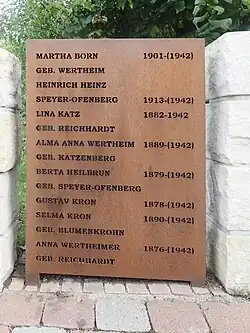 MARTHA BORN 1901-(1942)
GEB. WERTHEIM
HEINRICH HEINZ
SPEYER-OFENBERG 1913-(1942)
LINA KATZ 1882-1942
GEB. REICHHARDT
ALMA ANNA WERTHEIM 1889-(1942)
GEB. KATZENBERG
BERTA HEILBRUN 1879-(1942)
GEB. SPEYER-OFENBERG
GUSTAV KRON 1878-(1942)
SELMA KRON 1890-(1942)
GEB. BLUMENKROHN
ANNA WERTHEIMER 1876-(1942)
GEB. REICHHARDT